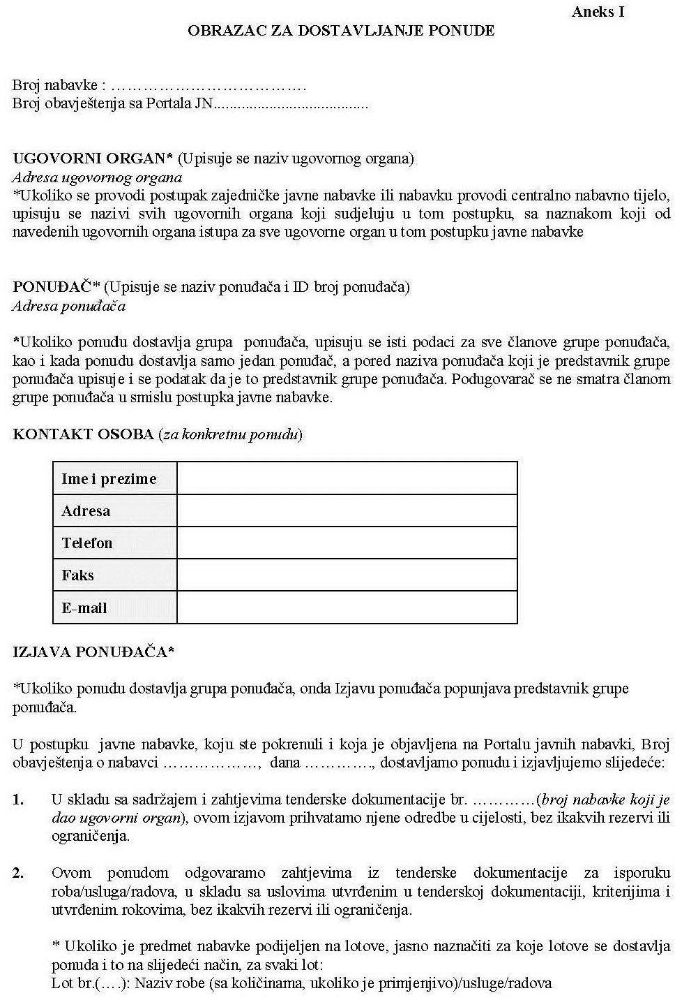 Aneks I
OBRAZAC ZA DOSTAVLJANJE PONUDE
Broj nabavke : ……………………………….
Broj obavještenja sa Portala JN.......................................
UGOVORNI ORGAN* (Upisuje se naziv ugovornog organa)
Adresa ugovornog organa
*Ukoliko se provodi postupak zajedničke javne nabavke ili nabavku provodi centralno nabavno tijelo,
upisuju se nazivi svih ugovornih organa koji sudjeluju u tom postupku, sa naznakom koji od
navedenih ugovornih organa istupa za sve ugovorne organ u tom postupku javne nabavke
PONUĐAČ* (Upisuje se naziv ponuđača i ID broj ponuđača)
Adresa ponuđača
*Ukoliko ponudu dostavlja grupa ponuđača, upisuju se isti podaci za sve članove grupe ponuđača,
kao i kada ponudu dostavlja samo jedan ponuđač, a pored naziva ponuđača koji je predstavnik grupe
ponuđača upisuje i se podatak da je to predstavnik grupe ponuđača. Podugovarač se ne smatra članom
grupe ponuđača u smislu postupka javne nabavke.
KONTAKT OSOBA (za konkretnu ponudu)
Ime i prezime
Adresa
Telefon
Faks
E-mail
IZJAVA PONUĐAČA*
*Ukoliko ponudu dostavlja grupa ponuđača, onda Izjavu ponuđača popunjava predstavnik grupe
ponuđača.
U postupku javne nabavke, koju ste pokrenuli i koja je objavljena na Portalu javnih nabavki, Broj
obavještenja o nabavci ………………, dana …………., dostavljamo ponudu i izjavljujemo slijedeće:
1. U skladu sa sadržajem i zahtjevima tenderske dokumentacije br. …………(broj nabavke koji je
dao ugovorni organ), ovom izjavom prihvatamo njene odredbe u cijelosti, bez ikakvih rezervi ili
ograničenja.
2. Ovom ponudom odgovaramo zahtjevima iz tenderske dokumentacije za isporuku
roba/usluga/radova, u skladu sa uslovima utvrđenim u tenderskoj dokumentaciji, kriterijima i
utvrđenim rokovima, bez ikakvih rezervi ili ograničenja.
* Ukoliko je predmet nabavke podijeljen na lotove, jasno naznačiti za koje lotove se dostavlja
ponuda i to na slijedeći način, za svaki lot:
Lot br.(….): Naziv robe (sa količinama, ukoliko je primjenjivo)/usluge/radova